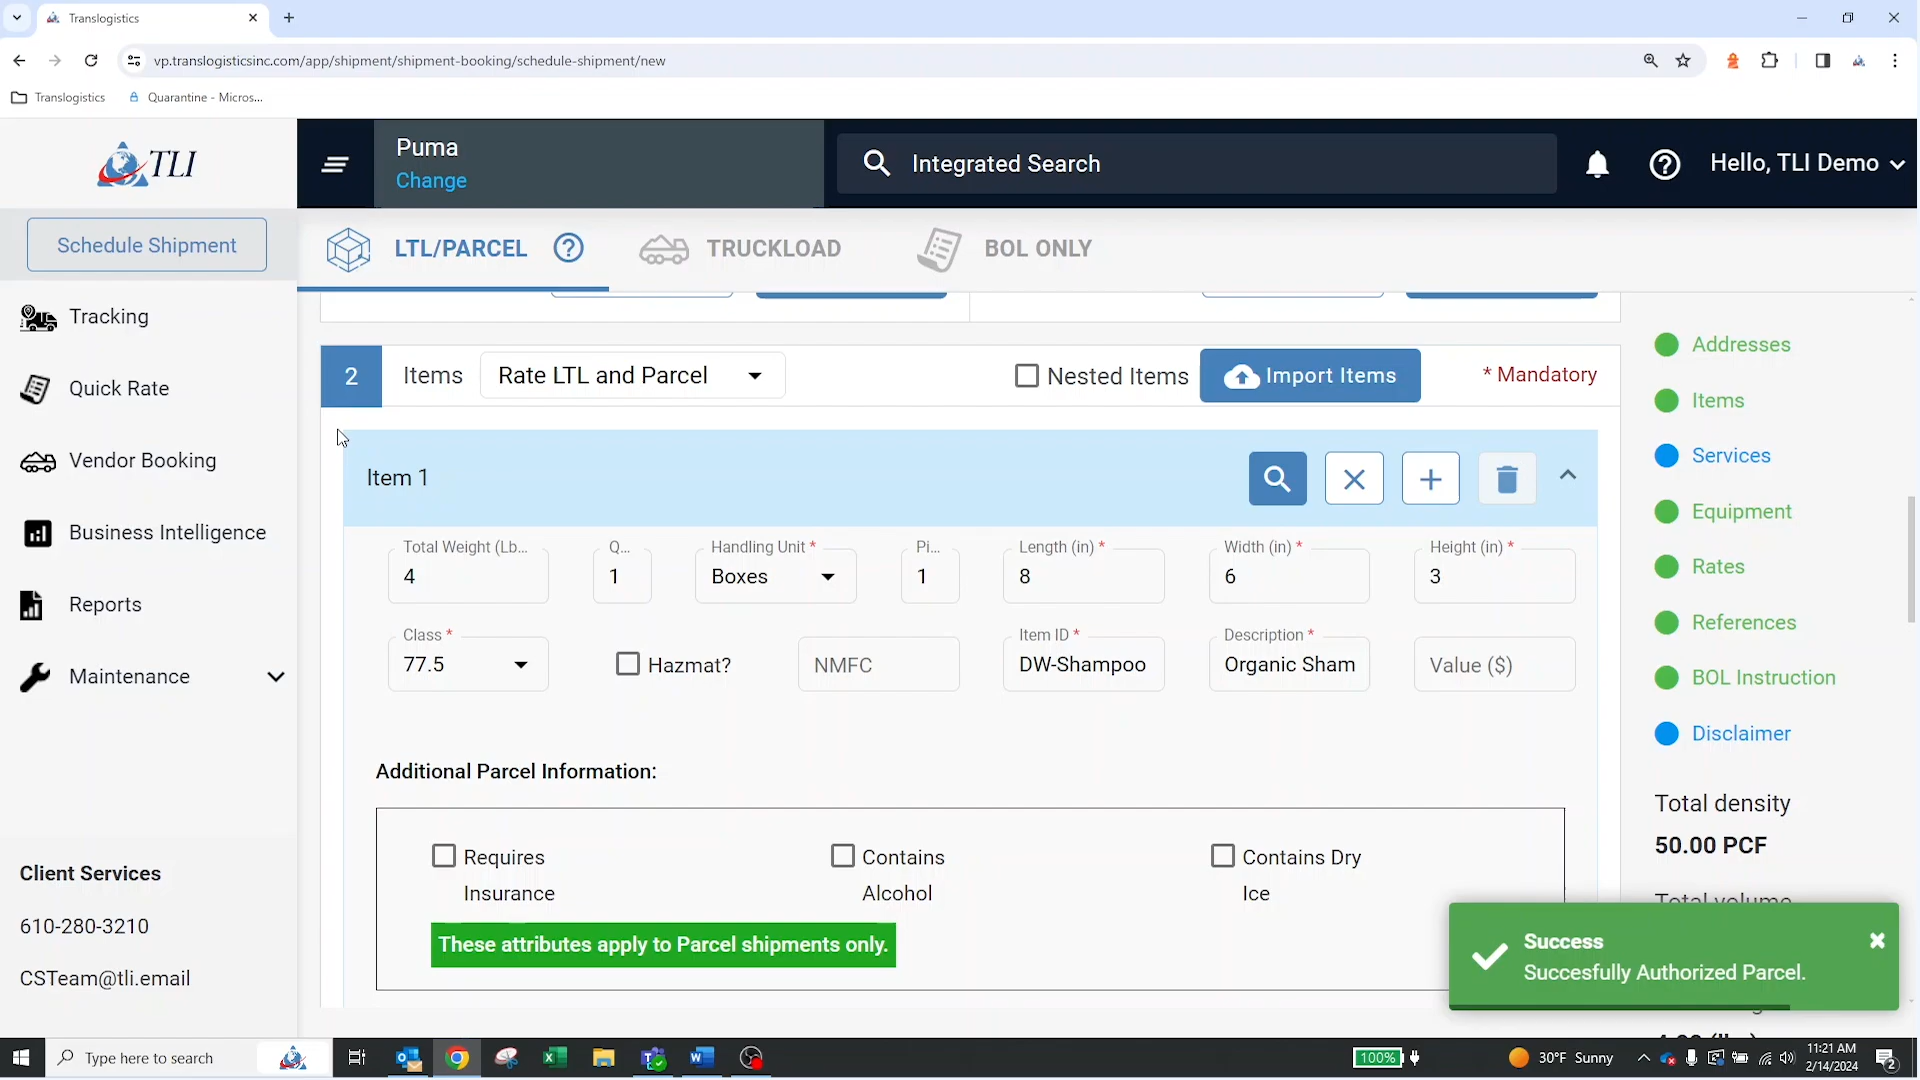 Translogistics
vp.translogisticsinc.com/app/shipment/shipment-booking/schedule-shipment/new
Translogistics
Quarantine - Micros...
TLI
Puma
Change
Integrated Search
Hello, TLI Demo
Schedule Shipment
LTL/PARCEL
TRUCKLOAD
BOL ONLY
Tracking
Quick Rate
Vendor Booking
Business Intelligence
Reports
Maintenance
Client Services
610-280-3210
CSTeam@tli.email
2
Items
Rate LTL and Parcel
Nested Items
Import Items
* Mandatory
Item 1
Total Weight (Lb...
Q...
Handling Unit *
Pi...
Length (in) *
Width (in) *
Height (in) *
4
1
Boxes
1
8
6
3
Class *
Item ID *
Description *
77.5
Hazmat?
NMFC
DW-Shampoo
Organic Sham
Value ($)
Additional Parcel Information:
Requires
Insurance
Contains
Alcohol
Contains Dry
Ice
These attributes apply to Parcel shipments only.
Addresses
Items
Services
Equipment
Rates
References
BOL Instruction
Disclaimer
Total density
50.00 PCF
Total volume
Success
Succesfully Authorized Parcel.
Type here to search
100%
30°F Sunny
11:21 AM
2/14/2024
2